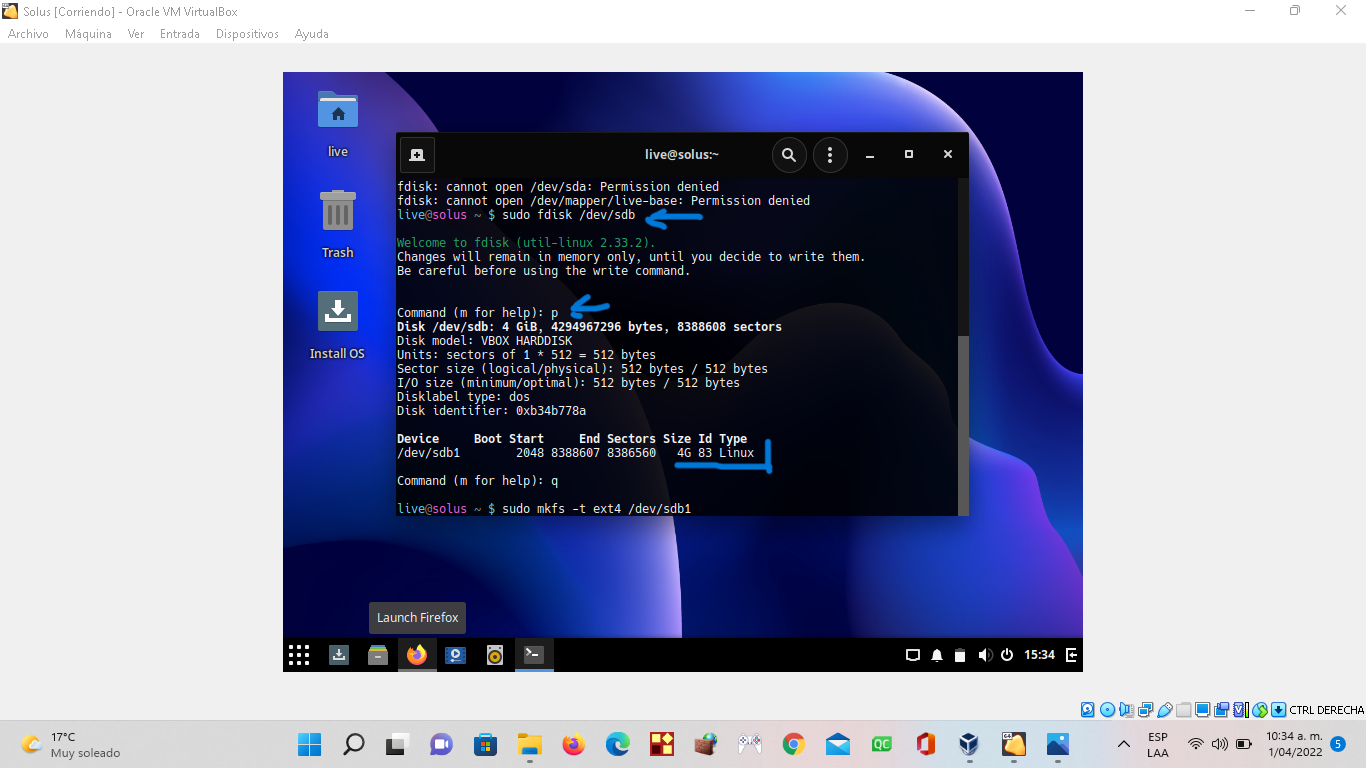 Solus [Corriendo] - Oracle VM VirtualBox
Archivo Máquina Ver Entrada Dispositivos Ayuda
live
Trash
Install OS
live@solus:~
fdisk: cannot open /dev/sda: Permission denied
fdisk: cannot open /dev/mapper/live-base: Permission denied
live@solus ~ $ sudo fdisk /dev/sdb
Welcome to fdisk (util-linux 2.33.2).
Changes will remain in memory only, until you decide to write them.
Be careful before using the write command.
Command (m for help): p
Disk /dev/sdb: 4 GiB, 4294967296 bytes, 8388608 sectors
Disk model: VBOX HARDDISK
Units: sectors of 1 * 512 = 512 bytes
Sector size (logical/physical): 512 bytes / 512 bytes
I/O size (minimum/optimal): 512 bytes / 512 bytes
Disklabel type: dos
Disk identifier: 0xb34b778a
Device Boot Start End Sectors Size Id Type
/dev/sdb1 2048 8388607 8386560 4G 83 Linux
Command (m for help): q
live@solus ~ $ sudo mkfs -t ext4 /dev/sdb1
Launch Firefox
15:34
CTRL DERECHA
17°C
Muy soleado
QC
ESP
LAA
10:34 a. m.
1/04/2022
5